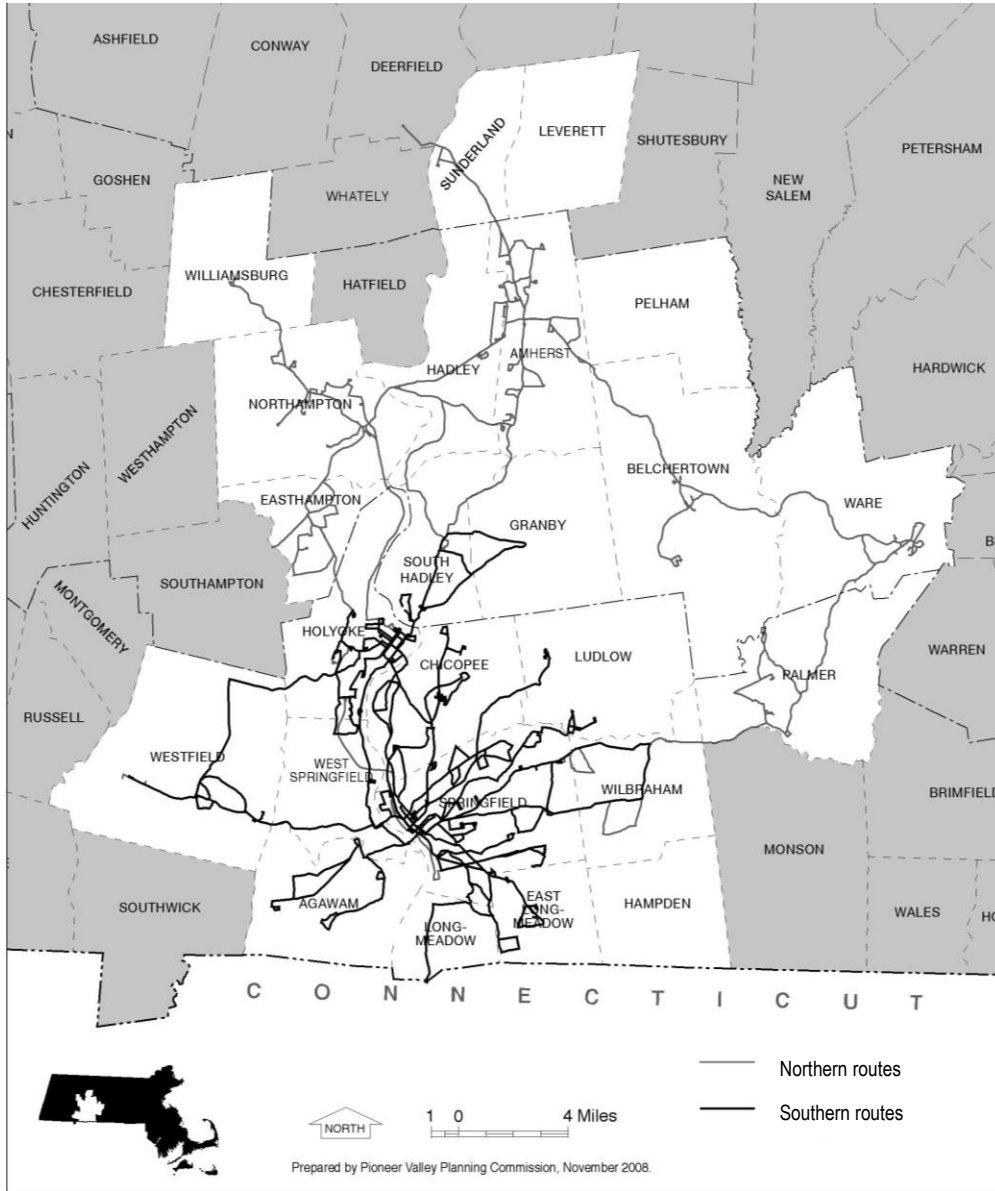 ASHFIELD
CONWAY
DEERFIELD
SUNDERLAND
LEVERETT
SHUTESBURY
PETERSHAM
N
GOSHEN
WHATELY
NEW
SALEM
WILLIAMSBURG
CHESTERFIELD
HATFIELD
PELHAM
HADLEY
AMHERST
HARDWICK
NORTHAMPTON
WESTHAMPTON
HUNTINGTON
BELCHERTOWN
EASTHAMPTON
GRANBY
WARE
B
SOUTH
HADLEY
SOUTHAMPTON
MONTGOMERY
HOLYOKE
CHICOPEE
LUDLOW
WARREN
PALMER
RUSSELL
WESTFIELD
WEST
SPRINGFIELD
SPRINGFIELD
WILBRAHAM
BRIMFIELD
MONSON
E
SOUTHWICK
AGAWAM
LONG-
MEADOW
EAST
LONG-
MEADOW
HAMPDEN
WALES
HO
CONNECTICUT
Northern routes
Southern routes
NORTH
1 0 4 Miles
Prepared by Pioneer Valley Planning Commission, November 2008.